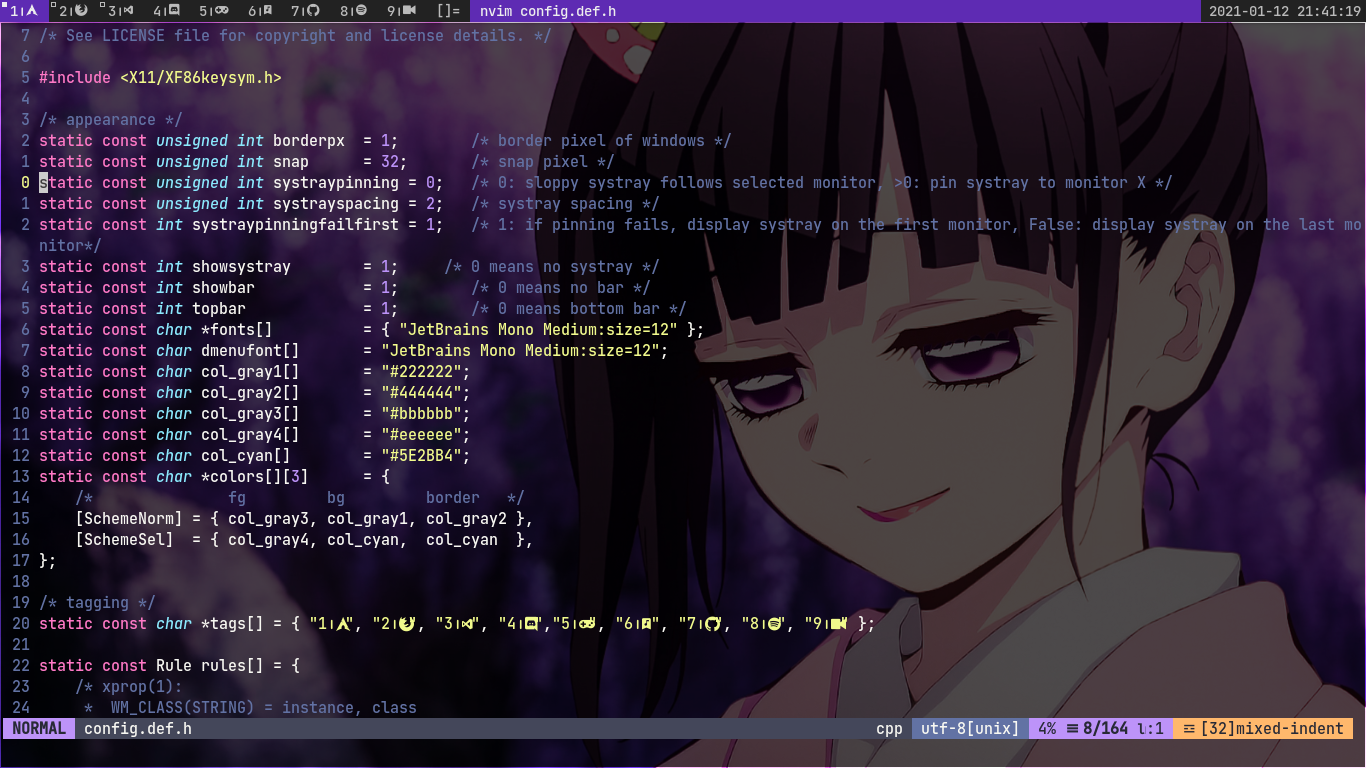 1| 2| 3| 4| 5| 6| 7| 8| 9| []= nvim config.def.h 2021-01-12 21:41:19
7 /* See LICENSE file for copyright and license details. */
6
5 #include <X11/XF86keysym.h>
4
3 /* appearance */
2 static const unsigned int borderpx  = 1;        /* border pixel of windows */
1 static const unsigned int snap      = 32;       /* snap pixel */
0 static const unsigned int systraypinning = 0;   /* 0: sloppy systray follows selected monitor, >0: pin systray to monitor X */
1 static const unsigned int systrayspacing = 2;   /* systray spacing */
2 static const int systraypinningfailfirst = 1;   /* 1: if pinning fails, display systray on the first monitor, False: display systray on the last mo
nitor*/
3 static const int showsystray        = 1;     /* 0 means no systray */
4 static const int showbar            = 1;        /* 0 means no bar */
5 static const int topbar             = 1;        /* 0 means bottom bar */
6 static const char *fonts[]          = { "JetBrains Mono Medium:size=12" };
7 static const char dmenufont[]       = "JetBrains Mono Medium:size=12";
8 static const char col_gray1[]       = "#222222";
9 static const char col_gray2[]       = "#444444";
10 static const char col_gray3[]       = "#bbbbbb";
11 static const char col_gray4[]       = "#eeeeee";
12 static const char col_cyan[]        = "#5E2BB4";
13 static const char *colors[][3]      = {
14     /*               fg         bg         border   */
15     [SchemeNorm] = { col_gray3, col_gray1, col_gray2 },
16     [SchemeSel]  = { col_gray4, col_cyan,  col_cyan  },
17 };
18
19 /* tagging */
20 static const char *tags[] = { "1|", "2|", "3|", "4|","5|", "6|", "7|", "8|", "9|" };
21
22 static const Rule rules[] = {
23     /* xprop(1):
24      *  WM_CLASS(STRING) = instance, class
NORMAL config.def.h cpp utf-8[unix] 4% ≡ 8/164 l:1 [32]mixed-indent